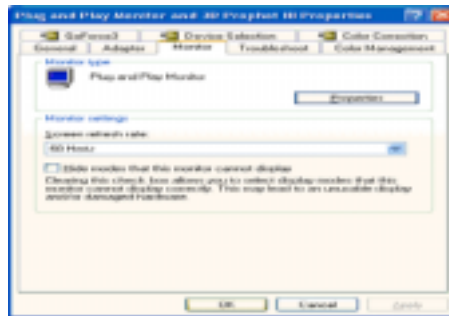 Plug and Play Monitor and 3D Prophet III Properties
GeForce3 Device Selection Color Correction
General Adapter Monitor Troubleshoot Color Management
Monitor type
Plug and Play Monitor
Properties
Monitor settings
Screen refresh rate:
60 Hertz
Hide modes that this monitor cannot display
Clearing this check box allows you to select display modes that this
monitor cannot display correctly. This may lead to an unusable display
and/or damaged hardware.
OK Cancel Apply